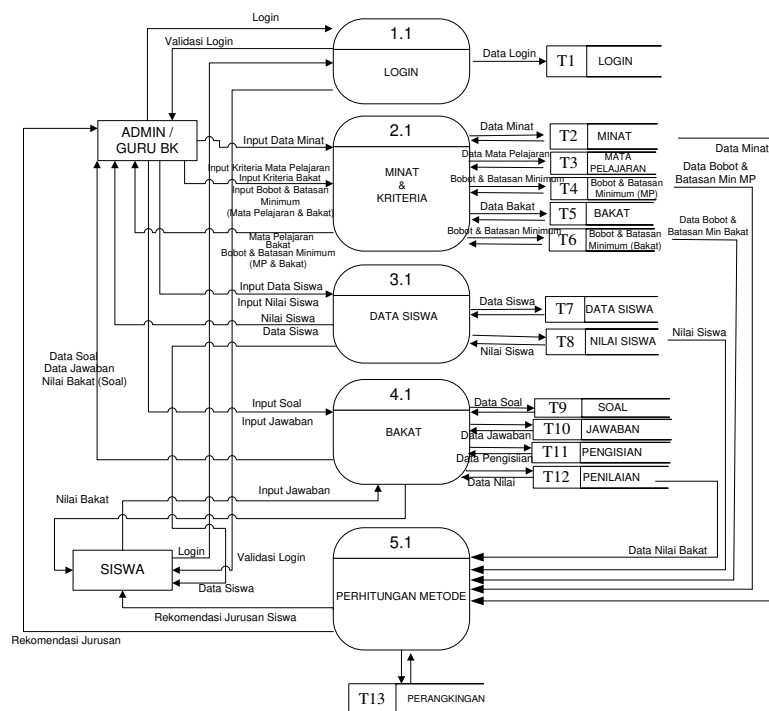 Login
1.1
Validasi Login
LOGIN
Data Login
T1 LOGIN
ADMIN /
GURU BK
Input Data Minat
Input Kriteria Mata Pelajaran
Input Kriteria Bakat
Input Bobot & Batasan
Minimum
(Mata Pelajaran & Bakat)
Mata Pelajaran
Bakat
Bobot & Batasan Minimum
(MP & Bakat)
2.1
MINAT
&
KRITERIA
Data Minat
T2 MINAT
Data Mata Pelajaran
T3 MATA
PELAJARAN
Bobot & Batasan Minimum
T4 Bobot & Batasan
Minimum (MP)
Data Bakat
T5 BAKAT
Bobot & Batasan Minimum
T6 Bobot & Batasan
Minimum (Bakat)
Data Minat
Data Bobot &
Batasan Min MP
Data Bobot &
Batasan Min Bakat
3.1
DATA SISWA
Input Data Siswa
Input Nilai Siswa
Nilai Siswa
Data Siswa
Data Siswa
T7 DATA SISWA
Nilai Siswa
T8 NILAI SISWA
Nilai Siswa
Data Soal
Data Jawaban
Nilai Bakat (Soal)
4.1
BAKAT
Input Soal
Input Jawaban
Data Soal
T9 SOAL
T10 JAWABAN
Data Jawaban
T11 PENGISIAN
Data Pengisiian
T12 PENILAIAN
Data Nilai
Nilai Bakat
Input Jawaban
5.1
PERHITUNGAN METODE
Data Nilai Bakat
SISWA
Login
Validasi Login
Data Siswa
Rekomendasi Jurusan Siswa
Rekomendasi Jurusan
T13 PERANGKINGAN